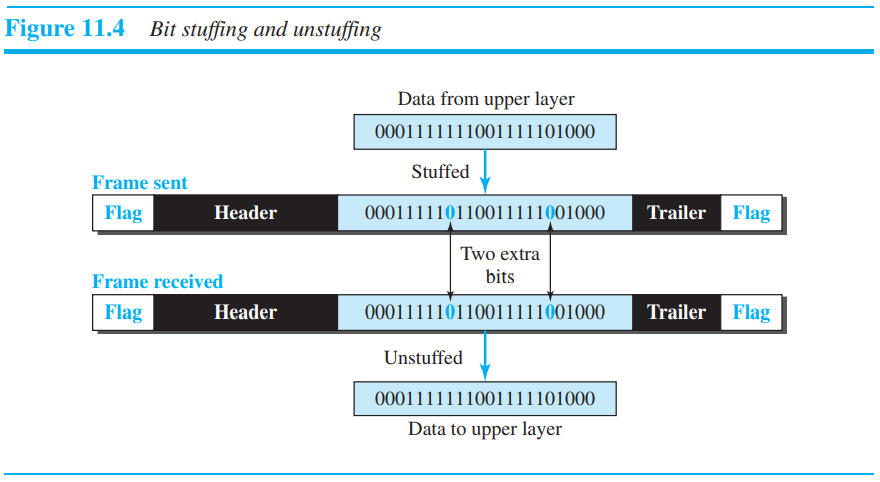 Figure 11.4 Bit stuffing and unstuffing
Data from upper layer
0001111111001111101000
Stuffed
Frame sent
Flag Header 000111110110011111001000 Trailer Flag
Two extra
bits
Frame received
Flag Header 000111110110011111001000 Trailer Flag
Unstuffed
0001111111001111101000
Data to upper layer